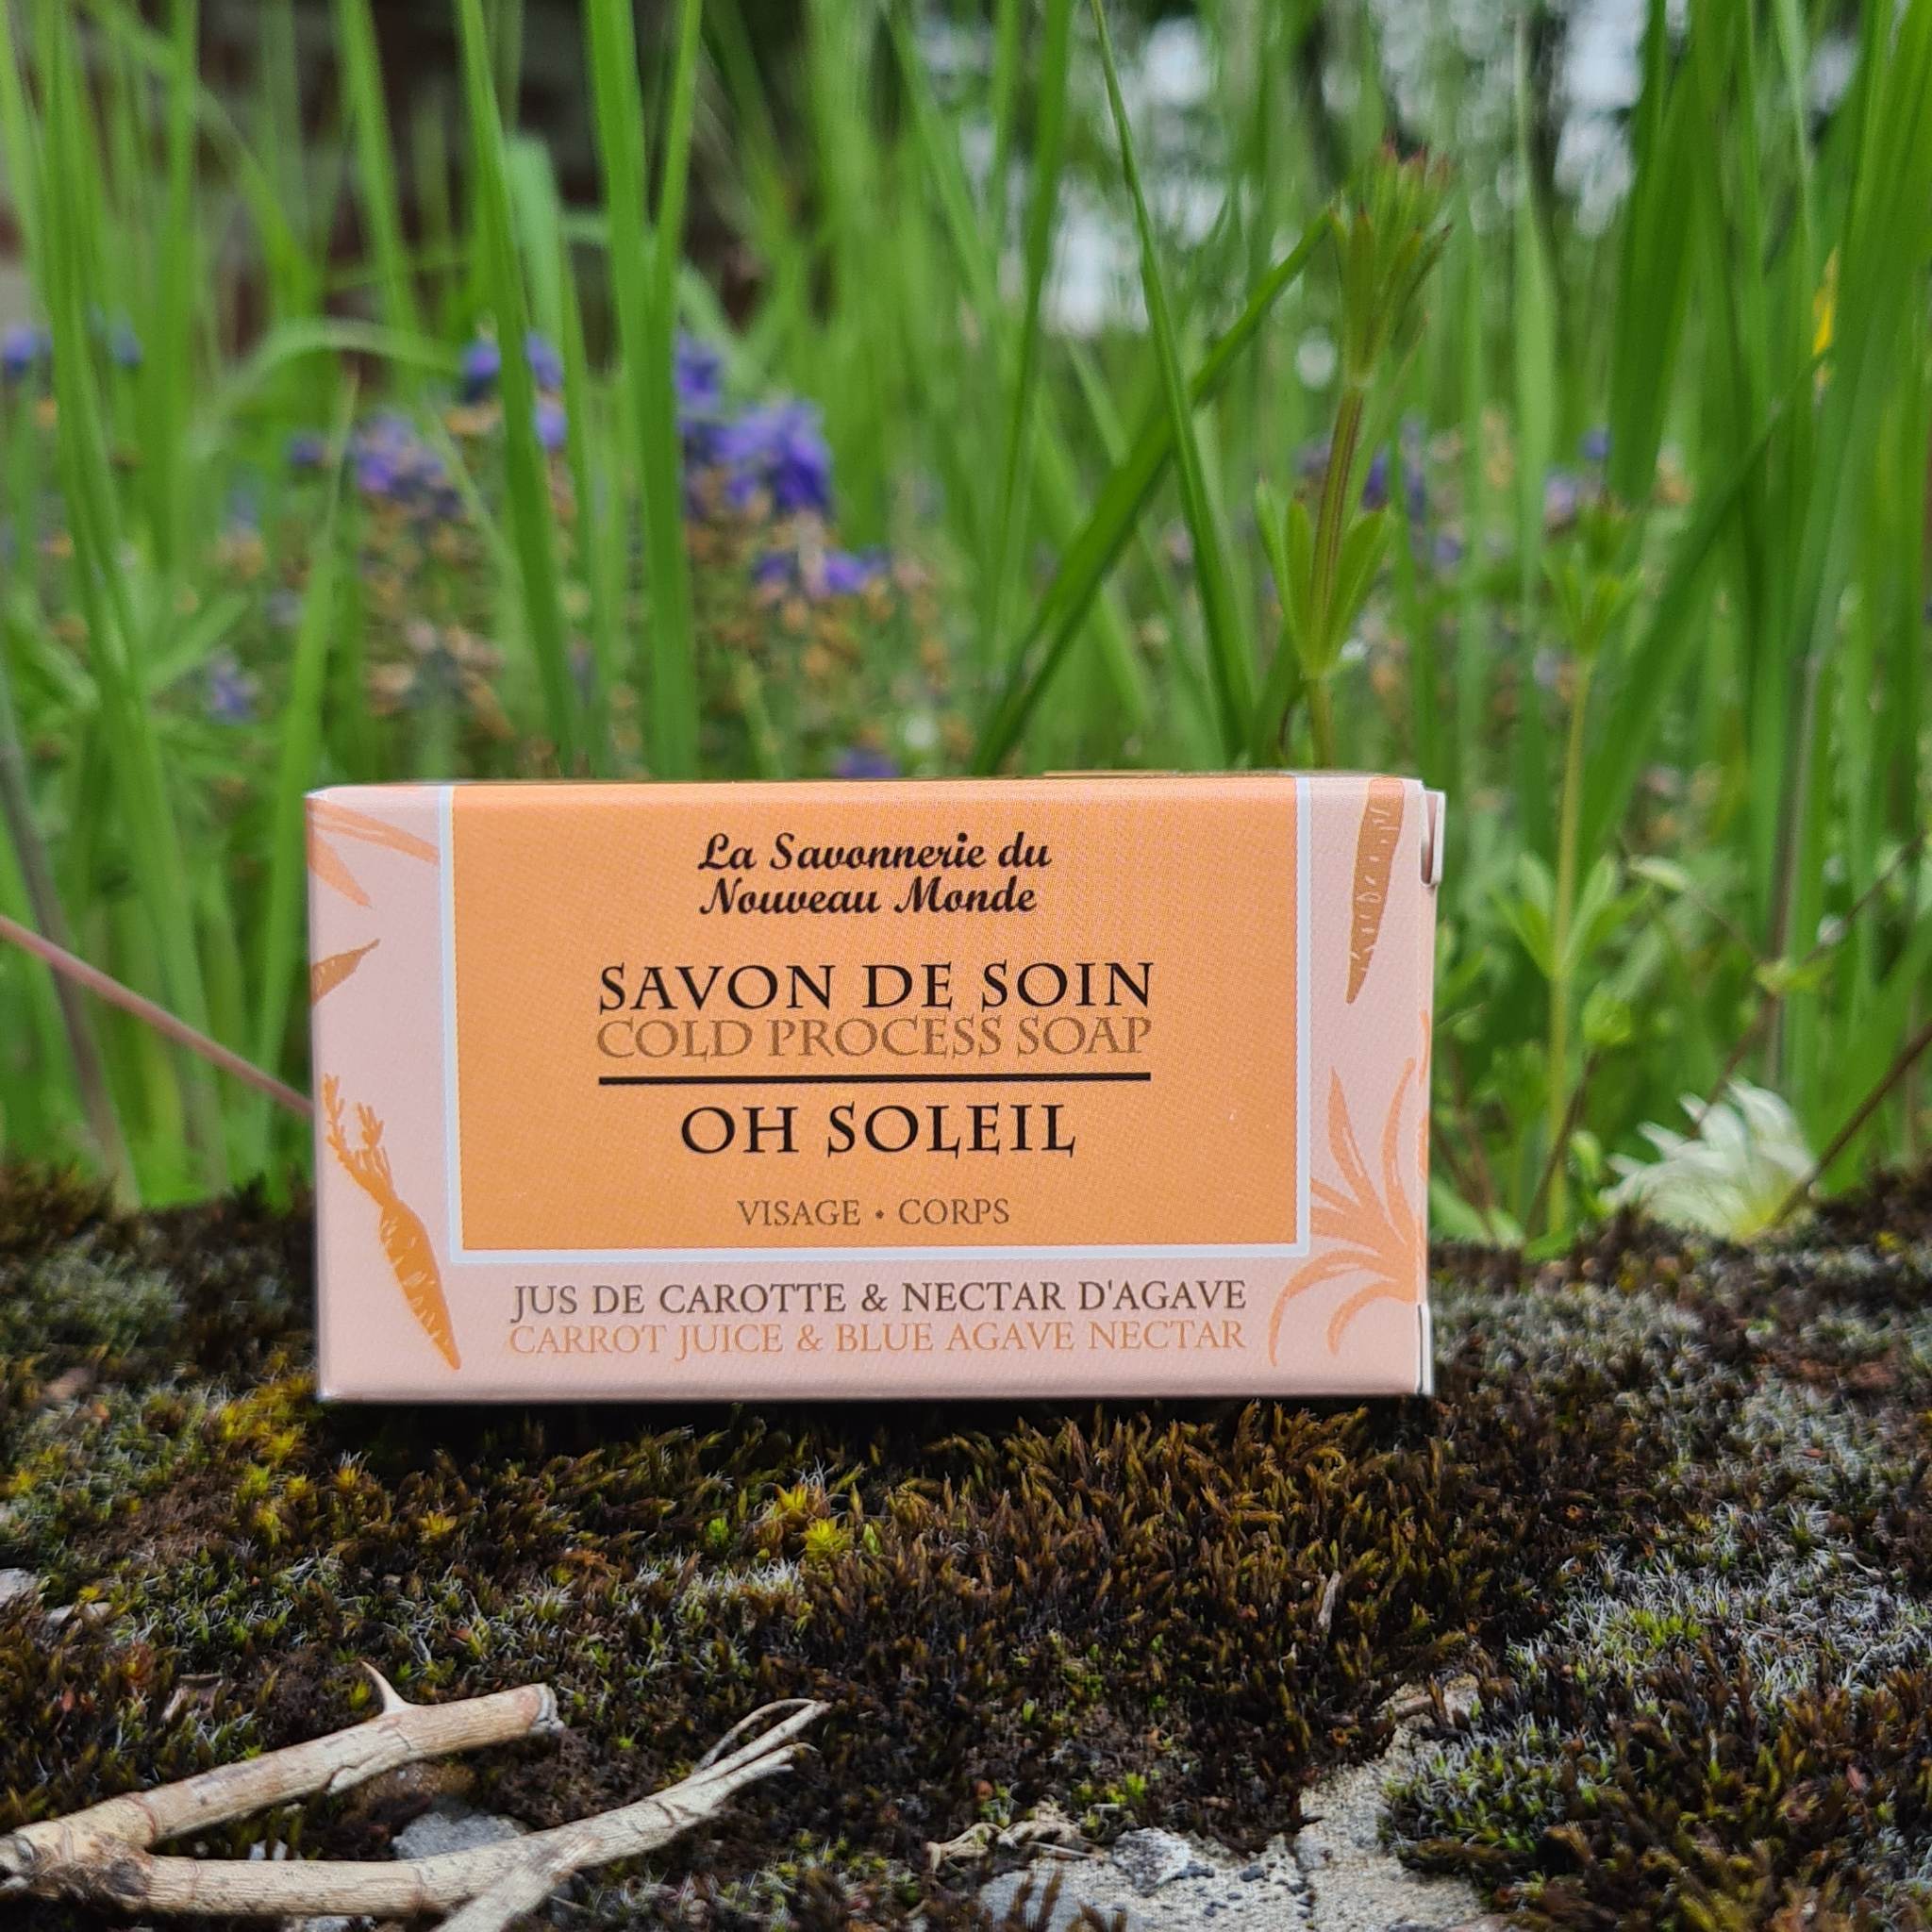 La Savonnerie du
Nouveau Monde
SAVON DE SOIN
COLD PROCESS SOAP
OH SOLEIL
VISAGE • CORPS
JUS DE CAROTTE & NECTAR D'AGAVE
CARROT JUICE & BLUE AGAVE NECTAR